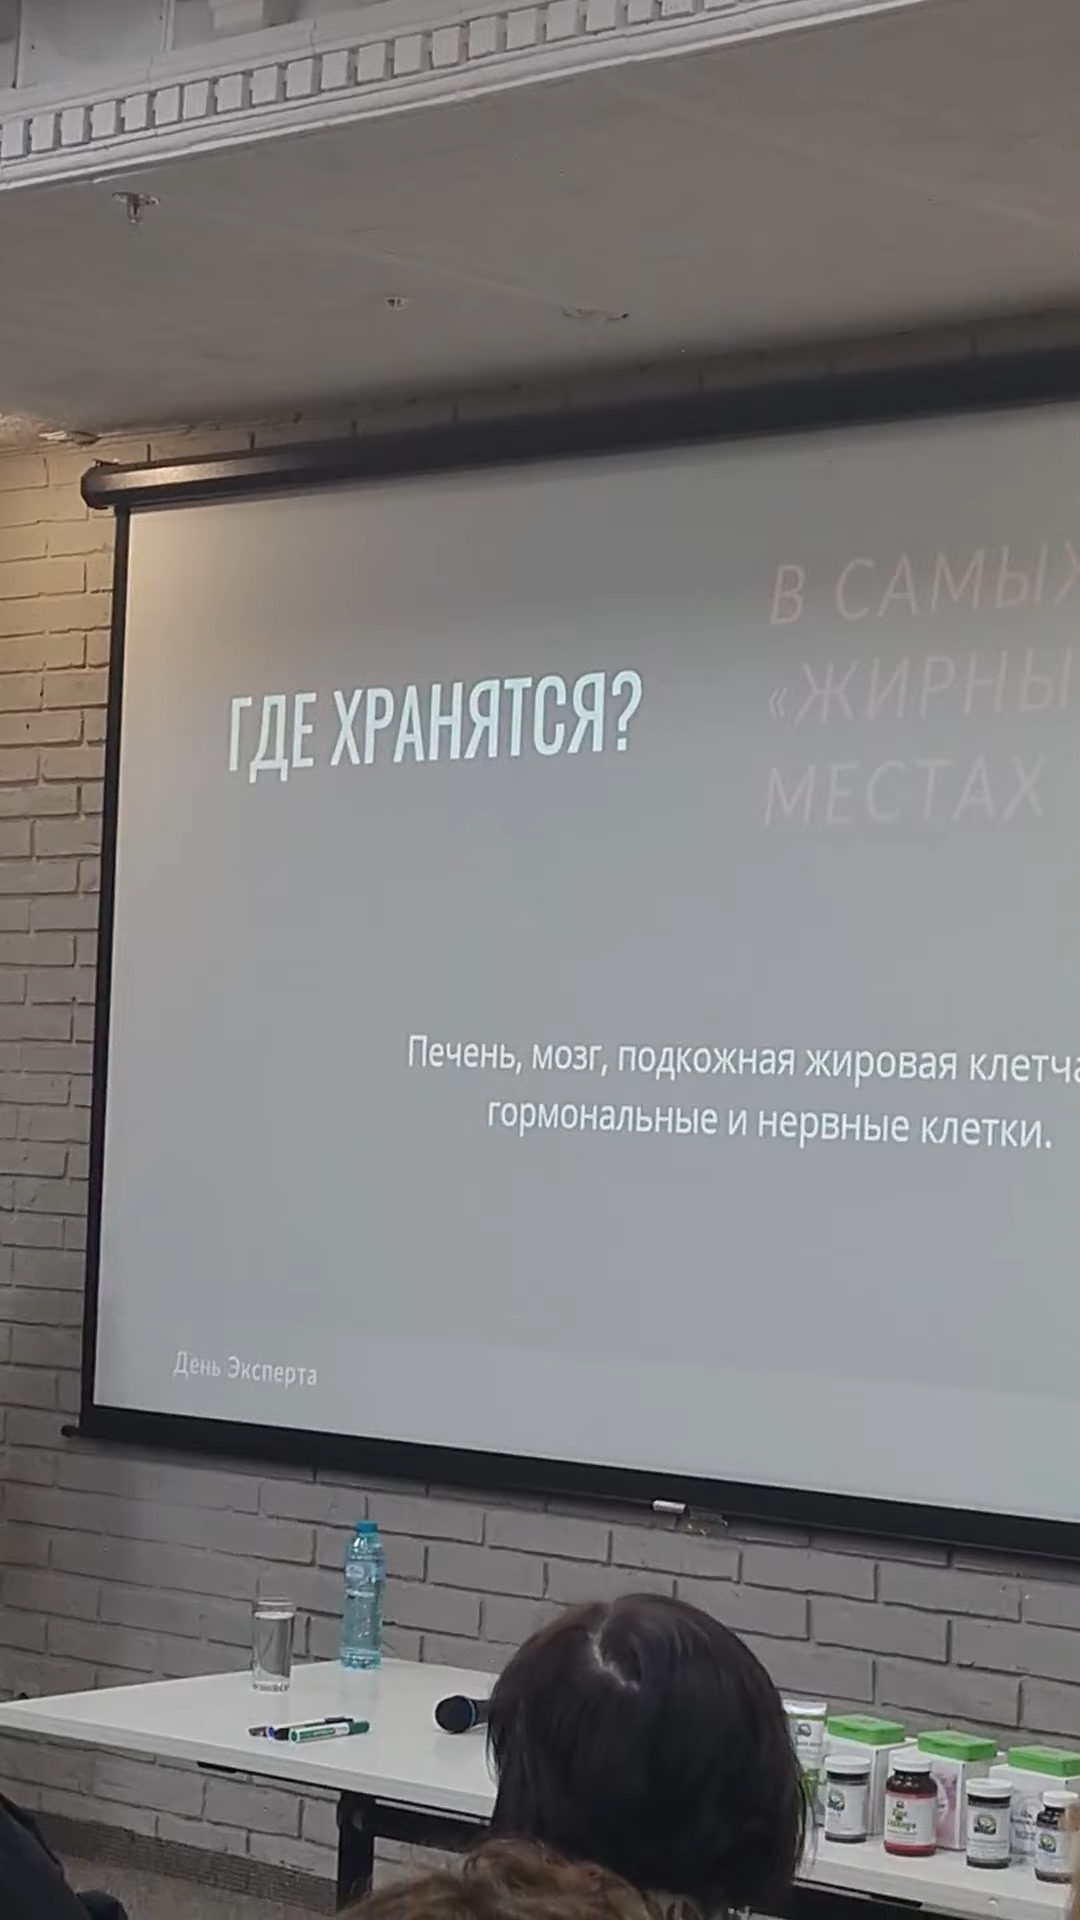 ГДЕ ХРАНЯТСЯ?
В САМЫХ
«ЖИРНЫ
МЕСТАХ
Печень, мозг, подкожная жировая клетча
гормональные и нервные клетки.
День Эксперта